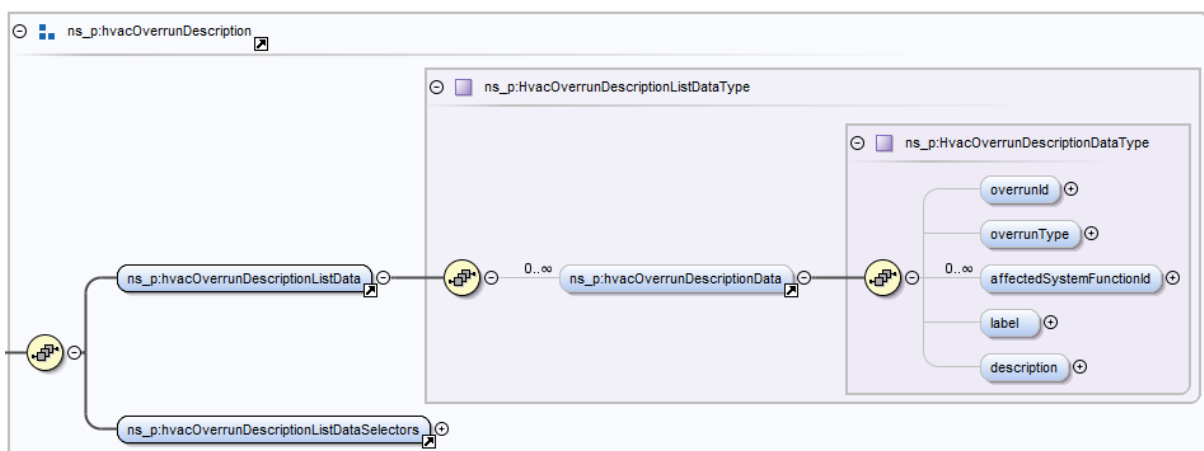 ns_p:hvacOverrunDescription
ns_p:HvacOverrunDescriptionListDataType
ns_p:HvacOverrunDescriptionDataType
overrunId
overrunType
ns_p:hvacOverrunDescriptionListData
0..∞
ns_p:hvacOverrunDescriptionData
0..∞
affectedSystemFunctionId
label
description
ns_p:hvacOverrunDescriptionListDataSelectors